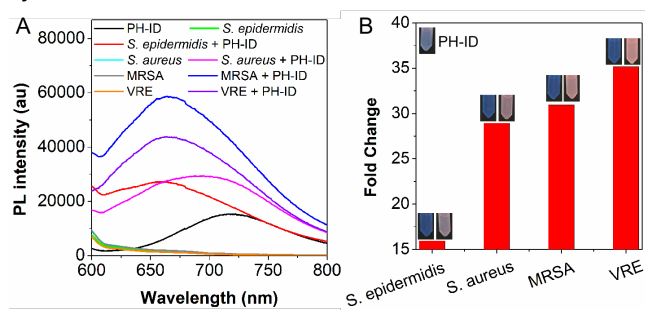 A
PH-ID
S. epidermidis
S. epidermidis + PH-ID
S. aureus
S. aureus + PH-ID
MRSA
MRSA + PH-ID
VRE
VRE + PH-ID
80000
60000
40000
20000
0
PL intensity (au)
600 650 700 750 800
Wavelength (nm)
B
PH-ID
40
35
30
25
20
15
Fold Change
S. epidermidis
S. aureus
MRSA
VRE